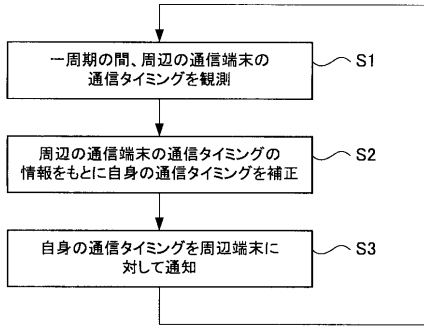 一周期の間、周辺の通信端末の
通信タイミングを観測
S1
周辺の通信端末の通信タイミングの
情報をもとに自身の通信タイミングを補正
S2
自身の通信タイミングを周辺端末に
対して通知
S3